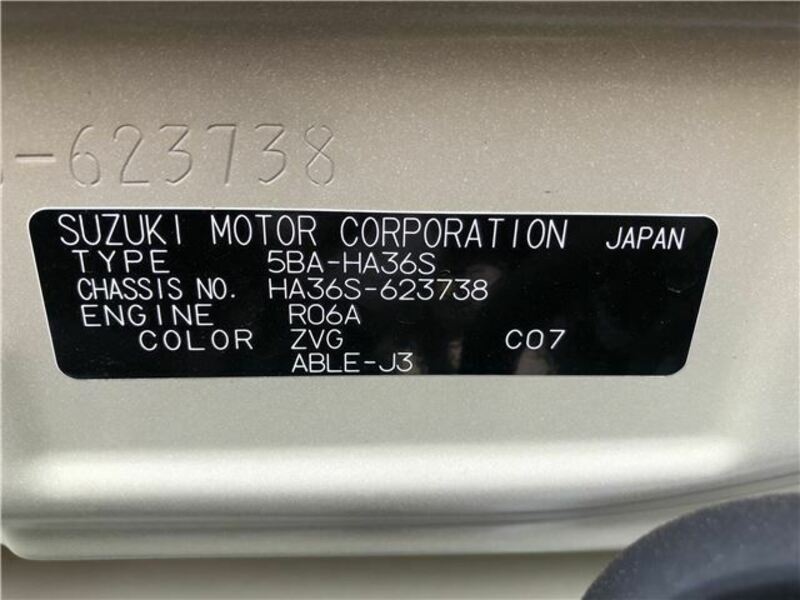 -623738
SUZUKI MOTOR CORPORATION JAPAN
TYPE 5BA-HA36S
CHASSIS NO. HA36S-623738
ENGINE R06A
COLOR ZVG C07
ABLE-J3